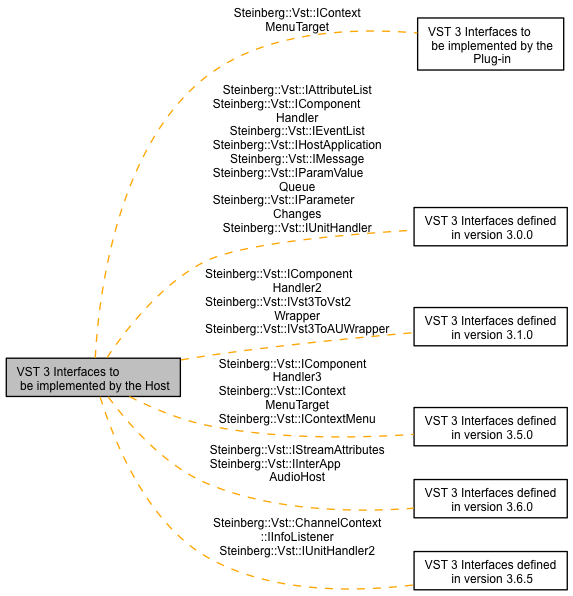 Steinberg::Vst::IContext
MenuTarget
VST 3 Interfaces to
be implemented by the
Plug-in
Steinberg::Vst::IAttributeList
Steinberg::Vst::IComponent
Handler
Steinberg::Vst::IEventList
Steinberg::Vst::IHostApplication
Steinberg::Vst::IMessage
Steinberg::Vst::IParamValue
Queue
Steinberg::Vst::IParameter
Changes
Steinberg::Vst::IUnitHandler
VST 3 Interfaces defined
in version 3.0.0
Steinberg::Vst::IComponent
Handler2
Steinberg::Vst::IVst3ToVst2
Wrapper
Steinberg::Vst::IVst3ToAUWrapper
VST 3 Interfaces defined
in version 3.1.0
VST 3 Interfaces to
be implemented by the Host
Steinberg::Vst::IComponent
Handler3
Steinberg::Vst::IContext
MenuTarget
Steinberg::Vst::IContextMenu
VST 3 Interfaces defined
in version 3.5.0
Steinberg::Vst::IStreamAttributes
Steinberg::Vst::IInterApp
AudioHost
VST 3 Interfaces defined
in version 3.6.0
Steinberg::Vst::ChannelContext
::IInfoListener
Steinberg::Vst::IUnitHandler2
VST 3 Interfaces defined
in version 3.6.5